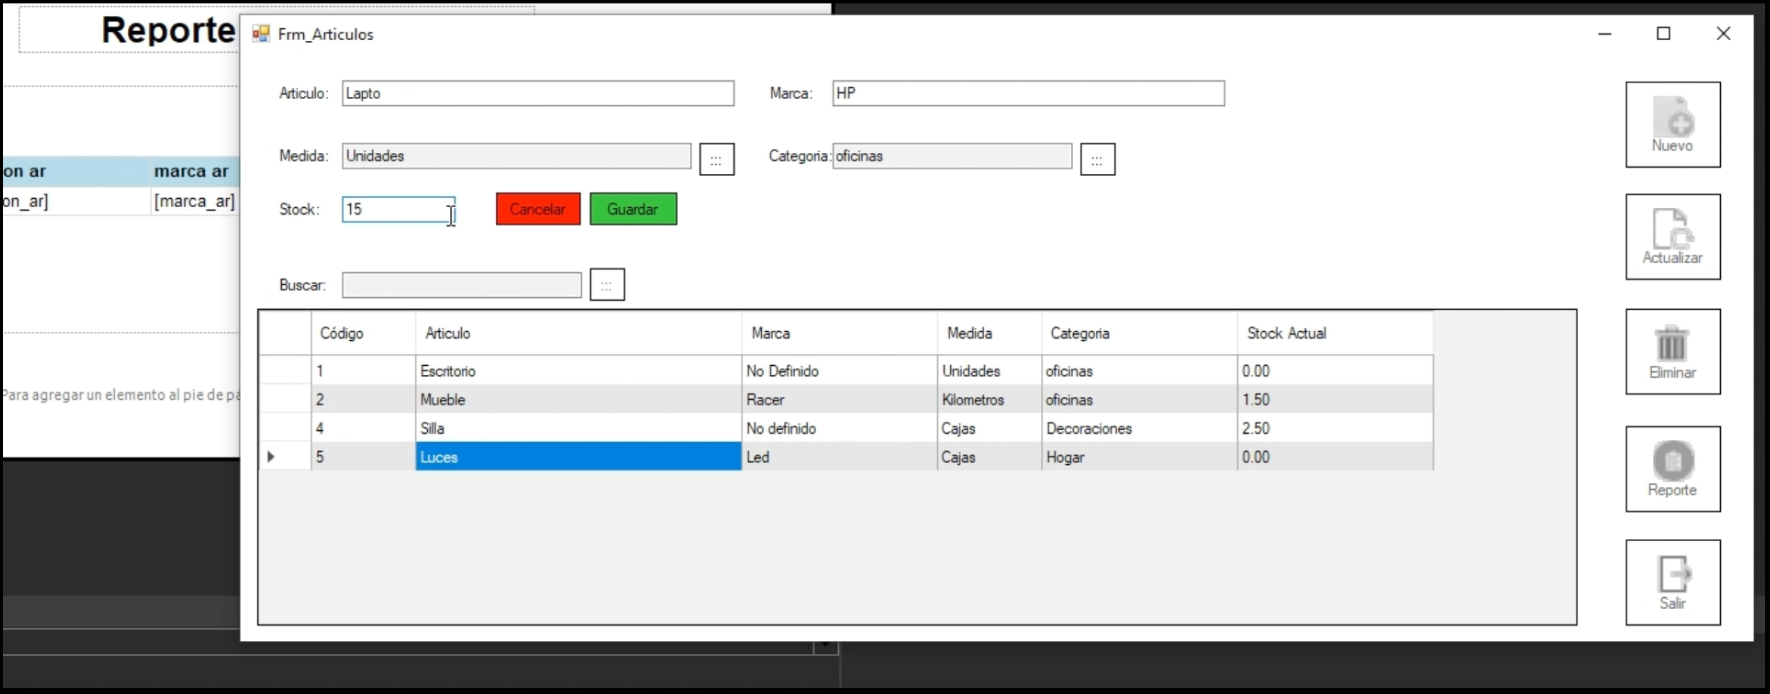 Reporte
Frm_Articulos
Articulo: Lapto
Marca: HP
Medida: Unidades
:::
Categoria: oficinas
:::
Stock: 15
Cancelar
Guardar
Buscar:
:::
on ar
marca ar
on_ar]
[marca_ar]
Para agregar un elemento al pie de pá
Código Articulo Marca Medida Categoria Stock Actual
1 Escritorio No Definido Unidades oficinas 0.00
2 Mueble Racer Kilometros oficinas 1.50
4 Silla No definido Cajas Decoraciones 2.50
5 Luces Led Cajas Hogar 0.00
Nuevo
Actualizar
Eliminar
Reporte
Salir